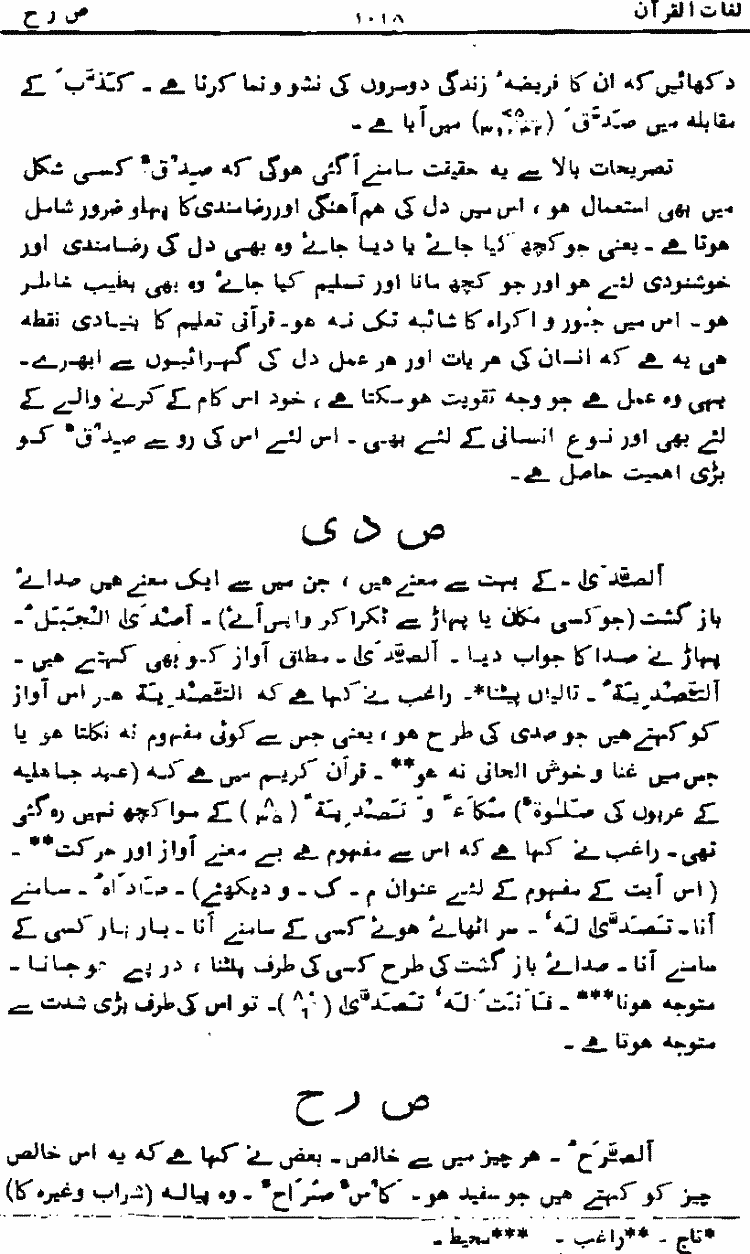 لغات القرآن ۱۰۱۸ ص ر ح
دکھائیں کہ ان کا فریضہٴ زندگی دوسروں کی نشو و نما کرنا ہے ۔ کَذَّبَ کے
مقابلہ میں صَدَّقَ میں آیا ہے ۔
تصریحات بالا سے یہ حقیقت سامنے آگئی ہوگی کہ صِدْقٌ کسی شکل
میں بھی استعمال ہو ، اس میں دل کی ہم آہنگی اور رضامندی کا پہلو ضرور شامل
ہوتا ہے ۔ یعنی جو کچھ کیا جائے یا دیا جائے وہ بھی دل کی رضامندی اور
خوشنودی لئے ہو اور جو کچھ مانا اور تسلیم کیا جائے وہ بھی بطیب خاطر
ہو ۔ اس میں جور و اکراہ کا شائبہ تک نہ ہو ۔ قرآنی تعلیم کا بنیادی نقطہ
ہی یہ ہے کہ انسان کی ہر بات اور ہر عمل دل کی گہرائیوں سے ابھرے ۔
یہی وہ عمل ہے جو وجہ تقویت ہوسکتا ہے ، خود اس کام کے کرنے والے کے
لئے بھی اور نوع انسانی کے لئے بھی ۔ اس لئے اس کی رو سے صِدْقٌ کو
بڑی اہمیت حاصل ہے ۔
ص د ی
اَلصَّدَیٰ ۔ کے بہت سے معنے ہیں ، جن میں سے ایک معنے ہیں صدائے
باز گشت (جو کسی مکان یا پہاڑ سے ٹکرا کر واپس آئے) ۔ اَصْدَیٰ الْجَبَلُ ۔
پہاڑ نے صدا کا جواب دیا ۔ اَلصَّدَیٰ ۔ مطلق آواز کو بھی کہتے ہیں ۔
اَلتَّصْدِیَةُ ۔ تالیاں پیٹنا* ۔ راغب نے کہا ہے کہ التَّصْدِیَة ہر اس آواز
کو کہتے ہیں جو صدی کی طرح ہو ، یعنی جس سے کوئی مفہوم نہ نکلتا ہو یا
جس میں غنا و خوش الحانی نہ ہو** ۔ قرآن کریم میں ہے کہ (عہد جاہلیہ
کے عربوں کی صَلٰوة) مُکَاءً وَّ تَصْدِیَةً (۸/۳۵) کے سوا کچھ نہیں رہ گئی
تھی ۔ راغب نے کہا ہے کہ اس سے مفہوم ہے بے معنے آواز اور حرکت** ۔
( اس آیت کے مفہوم کے لئے عنوان م ۔ ک ۔ و دیکھئے) ۔ صَادَاہُ ۔ سامنے
آنا ۔ تَصَدّٰی لَہٗ ۔ سر اٹھائے ہوئے کسی کے سامنے آنا ۔ بار بار کسی کے
سامنے آنا ۔ صدائے باز گشت کی طرح کسی کی طرف پلٹنا ، درپے ہو جانا ۔
متوجہ ہونا*** ۔ فَاَنْتَ لَہٗ تَصَدّٰی (۸۰/۶) ۔ تو اس کی طرف بڑی شدت سے
متوجہ ہوتا ہے ۔
ص ر ح
اَلصَّرَحُ ۔ ہر چیز میں سے خالص ۔ بعض نے کہا ہے کہ یہ اس خالص
چیز کو کہتے ہیں جو سفید ہو ۔ کَاْسٌ صُرَاحٌ ۔ وہ پیالہ (شراب وغیرہ کا)
*تاج ۔ **راغب ۔ ***محیط ۔